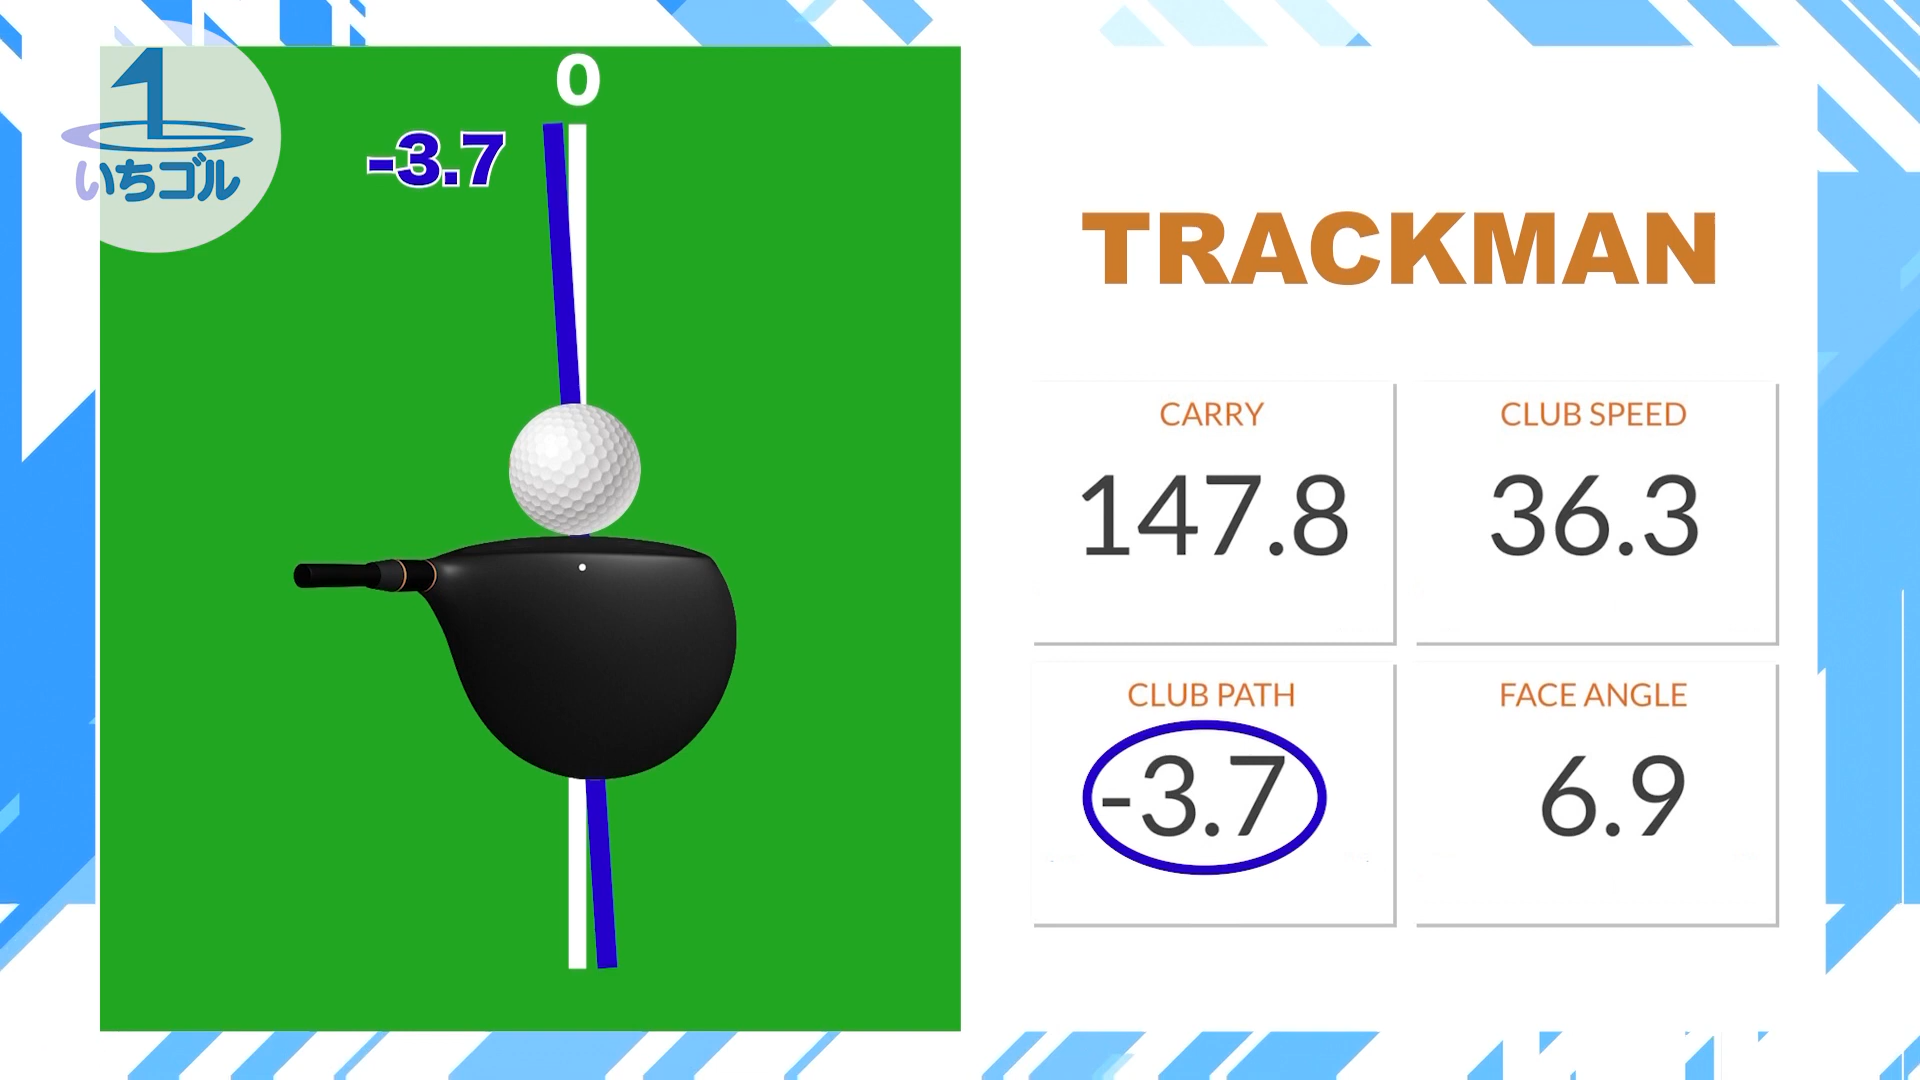 1
いちゴル
0
-3.7
TRACKMAN
CARRY
147.8
CLUB SPEED
36.3
CLUB PATH
-3.7
FACE ANGLE
6.9